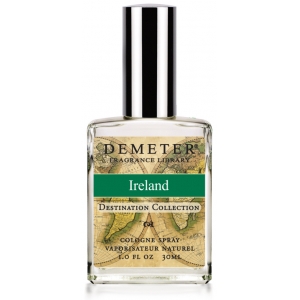 DEMETER
FRAGRANCE LIBRARY
Ireland
DESTINATION COLLECTION
COLOGNE SPRAY
VAPORISATEUR NATUREL
1.0 FL OZ 30ML